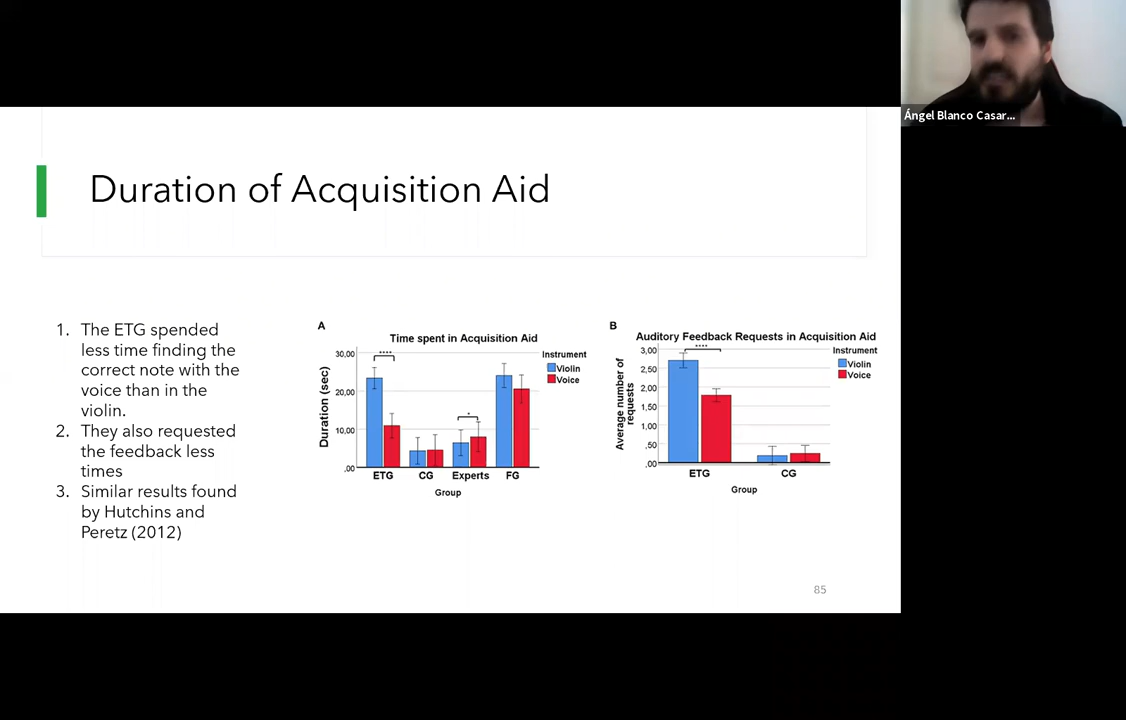 Ángel Blanco Casar...
Duration of Acquisition Aid
1. The ETG spended
less time finding the
correct note with the
voice than in the
violin.
2. They also requested
the feedback less
times
3. Similar results found
by Hutchins and
Peretz (2012)
A
Time spent in Acquisition Aid
Duration (sec)
30,00
20,00
10,00
,00
****
*
ETG CG Experts FG
Group
Instrument
Violin
Voice
B
Auditory Feedback Requests in Acquisition Aid
Average number of
requests
3,00
2,50
2,00
1,50
1,00
,50
,00
****
ETG CG
Group
Instrument
Violin
Voice
85